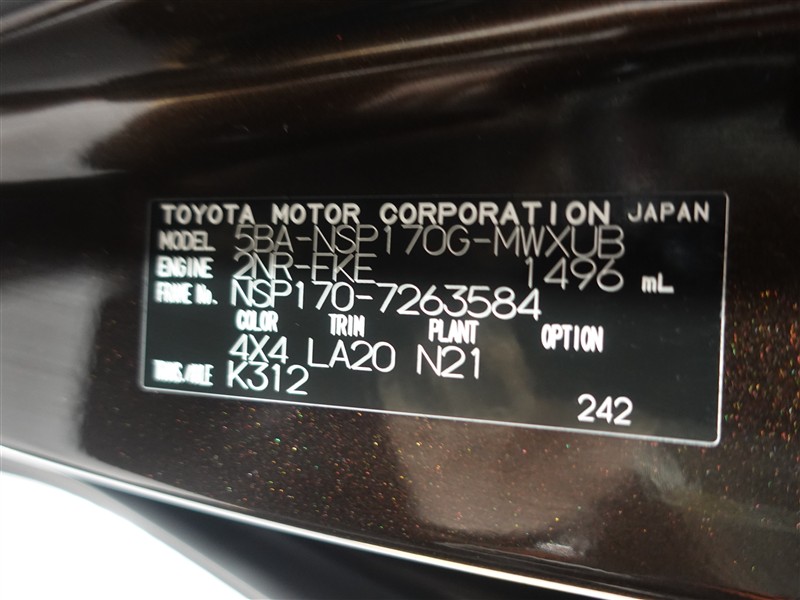 TOYOTA MOTOR CORPORATION JAPAN
MODEL 5BA-NSP170G-MWXUB
ENGINE 2NR-FKE 1496 mL
FRAME No. NSP170-7263584
COLOR TRIM PLANT OPTION
4X4 LA20 N21
TRANS./AXLE K312
242